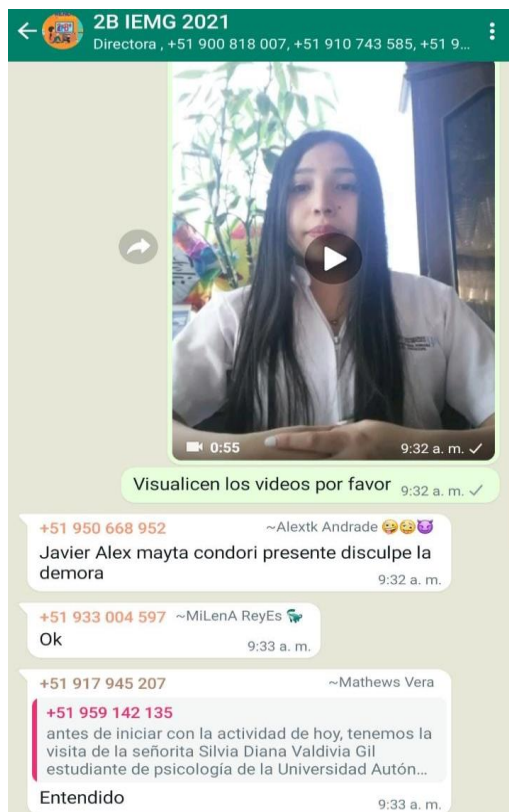 2B IEMG 2021
Directora , +51 900 818 007, +51 910 743 585, +51 9...
0:55
9:32 a. m.
Visualicen los videos por favor
9:32 a. m.
+51 950 668 952
~Alextk Andrade 🤪😏😈
Javier Alex mayta condori presente disculpe la
demora
9:32 a. m.
+51 933 004 597 ~MiLenA ReyEs 🦖
Ok
9:33 a. m.
+51 917 945 207
~Mathews Vera
+51 959 142 135
antes de iniciar con la actividad de hoy, tenemos la
visita de la señorita Silvia Diana Valdivia Gil
estudiante de psicología de la Universidad Autón...
Entendido
9:33 a. m.